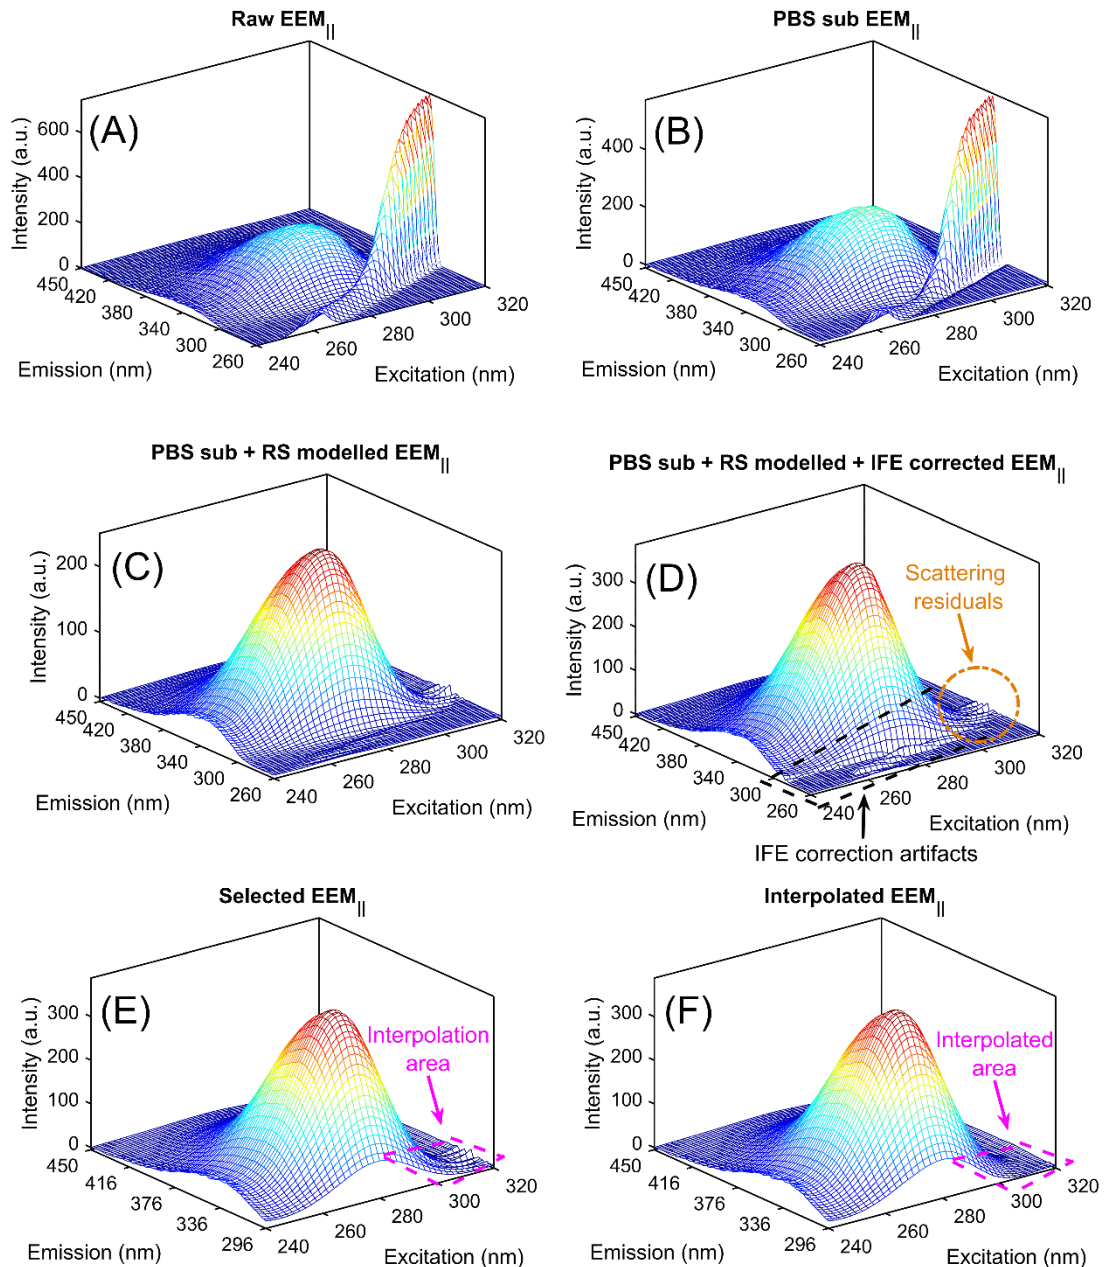 Raw EEM||
(A)
Intensity (a.u.)
600
400
200
0
450
420
380
340
300
260
Emission (nm)
240
260
280
300
320
Excitation (nm)
PBS sub EEM||
(B)
Intensity (a.u.)
400
200
0
450
420
380
340
300
260
Emission (nm)
240
260
280
300
320
Excitation (nm)
PBS sub + RS modelled EEM||
(C)
Intensity (a.u.)
200
100
0
450
420
380
340
300
260
Emission (nm)
240
260
280
300
320
Excitation (nm)
PBS sub + RS modelled + IFE corrected EEM||
(D)
Scattering
residuals
Intensity (a.u.)
300
200
100
0
450
420
380
340
300
260
Emission (nm)
240
260
280
300
320
Excitation (nm)
IFE correction artifacts
Selected EEM||
(E)
Interpolation
area
Intensity (a.u.)
300
200
100
0
450
416
376
336
296
Emission (nm)
240
260
280
300
320
Excitation (nm)
Interpolated EEM||
(F)
Interpolated
area
Intensity (a.u.)
300
200
100
0
450
416
376
336
296
Emission (nm)
240
260
280
300
320
Excitation (nm)